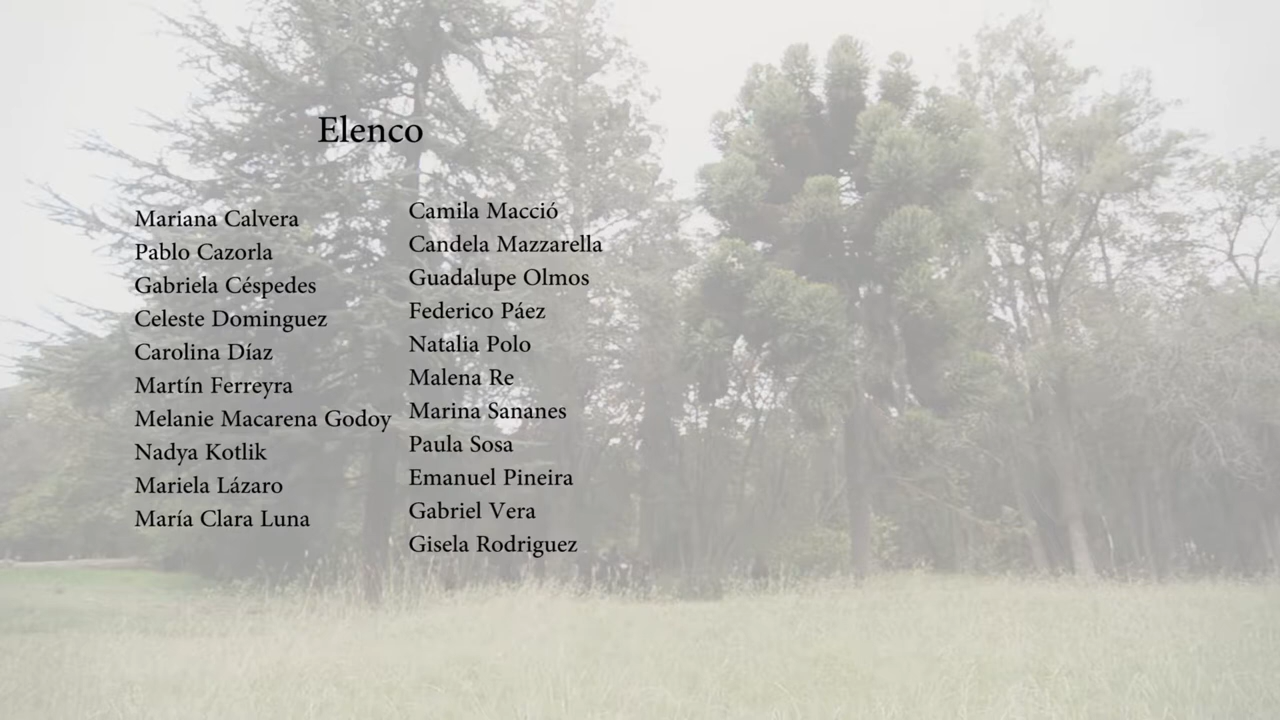 Elenco
Mariana Calvera
Pablo Cazorla
Gabriela Céspedes
Celeste Dominguez
Carolina Díaz
Martín Ferreyra
Melanie Macarena Godoy
Nadya Kotlik
Mariela Lázaro
María Clara Luna
Camila Macció
Candela Mazzarella
Guadalupe Olmos
Federico Páez
Natalia Polo
Malena Re
Marina Sananes
Paula Sosa
Emanuel Pineira
Gabriel Vera
Gisela Rodriguez